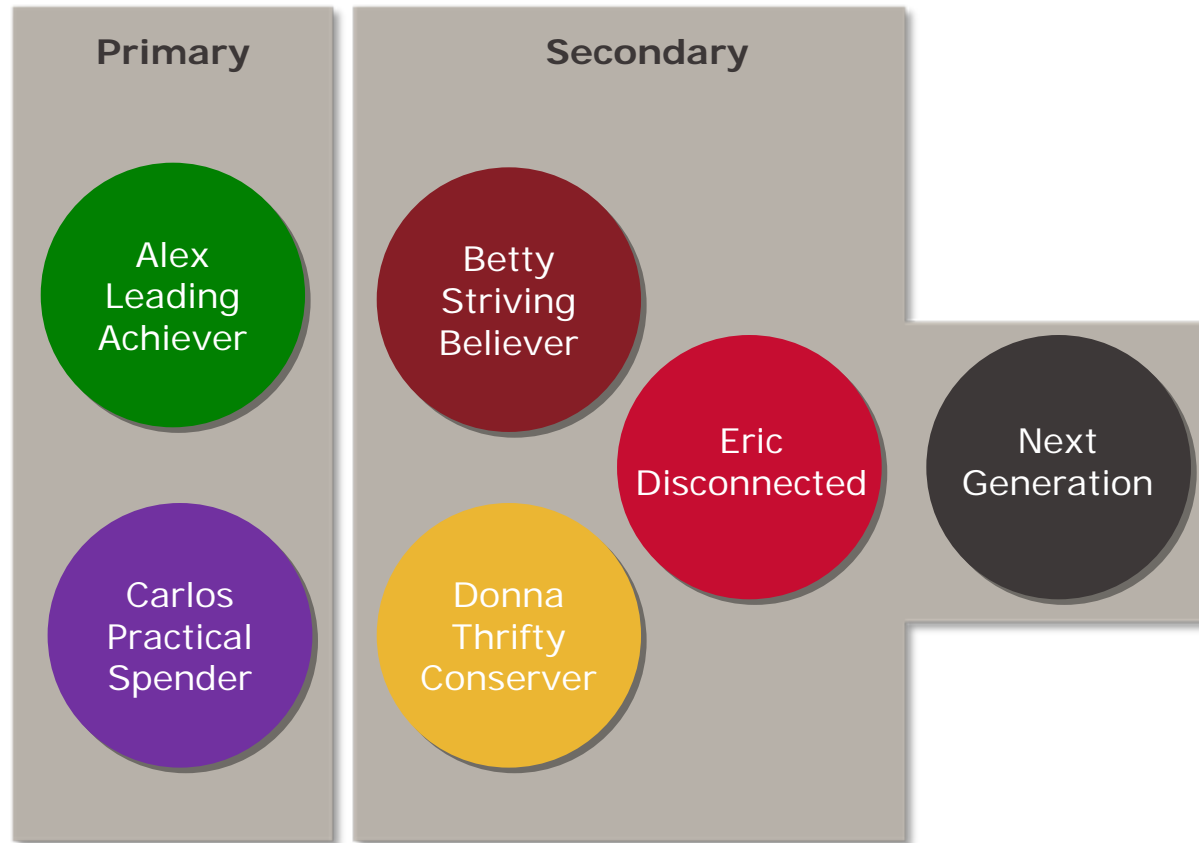 Primary
Secondary
Alex
Leading
Achiever
Betty
Striving
Believer
Eric
Disconnected
Next
Generation
Carlos
Practical
Spender
Donna
Thrifty
Conserver